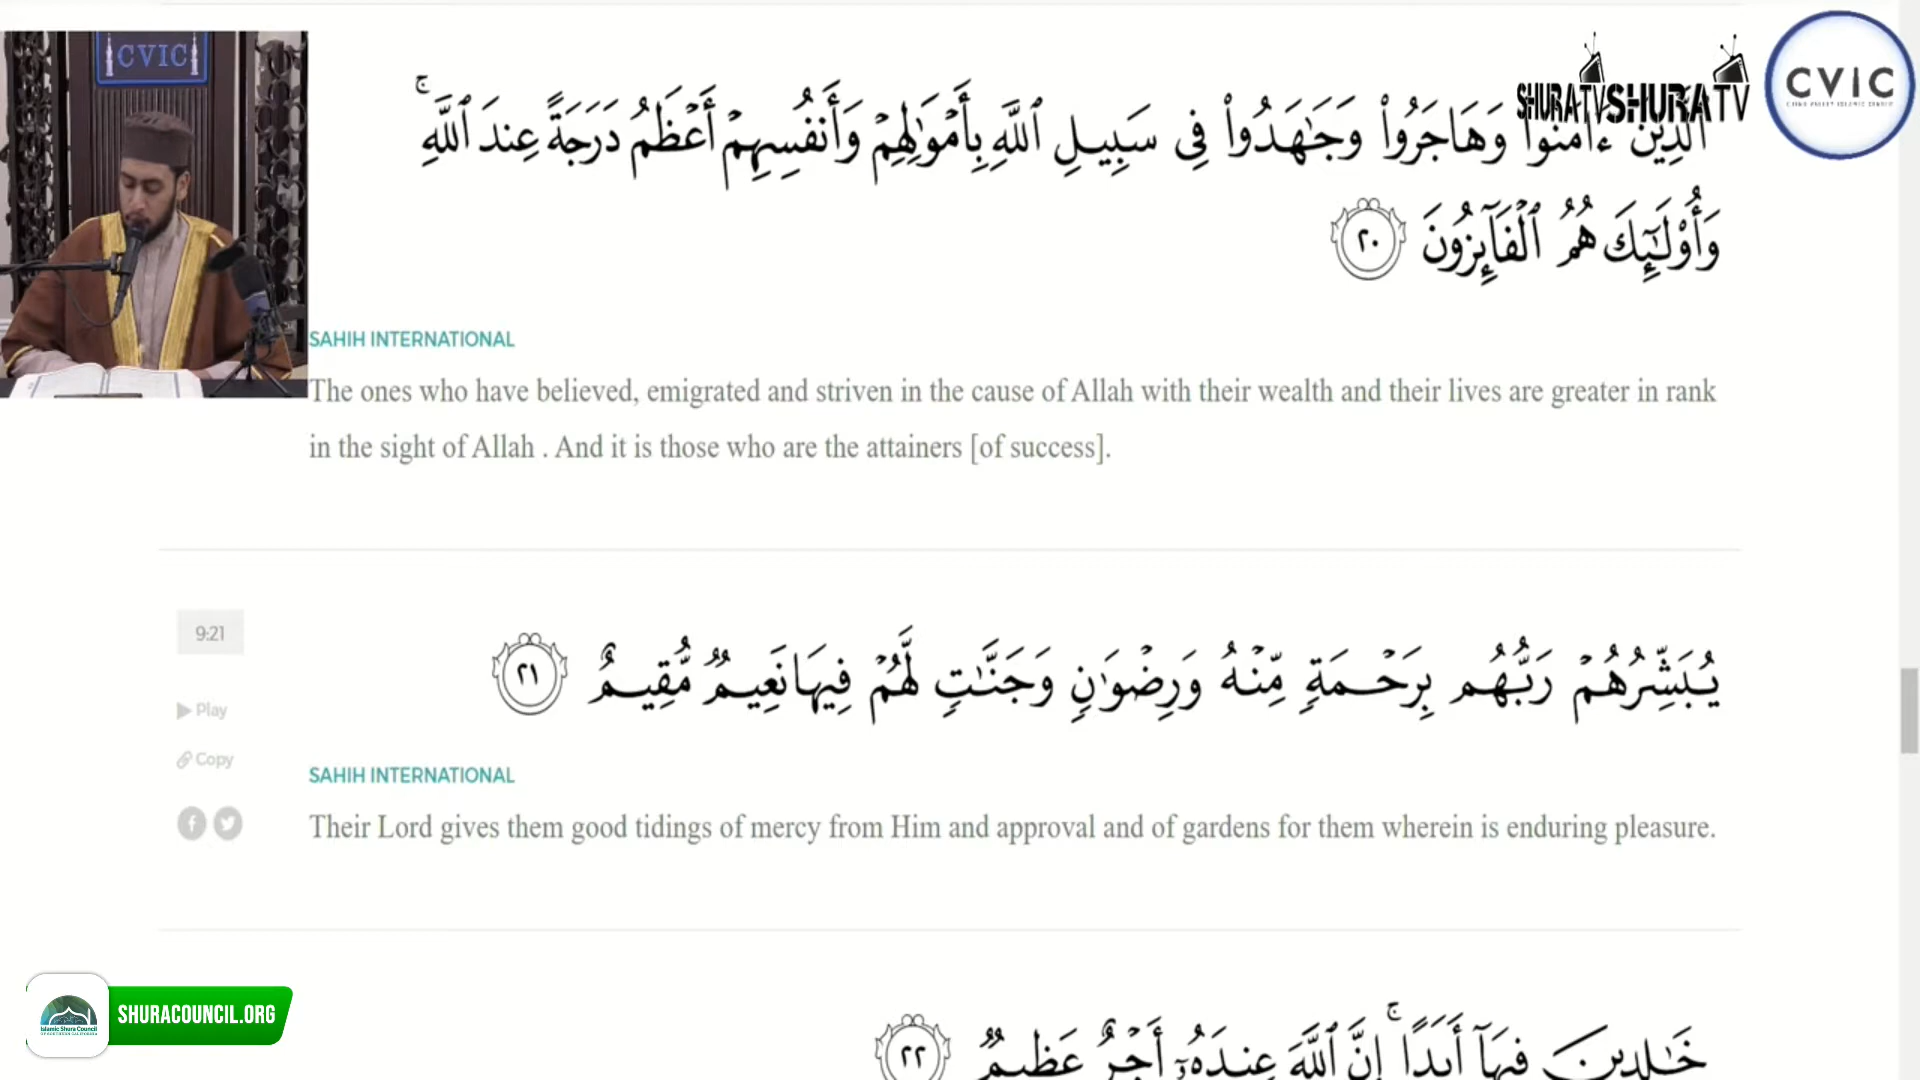 CVIC
SHURATV SHURATV
CVIC
ٱلَّذِينَ ءَامَنُوا۟ وَهَاجَرُوا۟ وَجَـٰهَدُوا۟ فِى سَبِيلِ ٱللَّهِ بِأَمْوَٰلِهِمْ وَأَنفُسِهِمْ أَعْظَمُ دَرَجَةً عِندَ ٱللَّهِ ۚ
وَأُو۟لَـٰٓئِكَ هُمُ ٱلْفَآئِزُونَ ٢٠
SAHIH INTERNATIONAL
The ones who have believed, emigrated and striven in the cause of Allah with their wealth and their lives are greater in rank
in the sight of Allah . And it is those who are the attainers [of success].
9:21
يُبَشِّرُهُمْ رَبُّهُم بِرَحْمَةٍ مِّنْهُ وَرِضْوَٰنٍ وَجَنَّـٰتٍ لَّهُمْ فِيهَا نَعِيمٌ مُّقِيمٌ ٢١
Play
Copy
SAHIH INTERNATIONAL
Their Lord gives them good tidings of mercy from Him and approval and of gardens for them wherein is enduring pleasure.
خَـٰلِدِينَ فِيهَآ أَبَدًا ۚ إِنَّ ٱللَّهَ عِندَهُۥٓ أَجْرٌ عَظِيمٌ ٢٢
Islamic Shura Council
SHURACOUNCIL.ORG